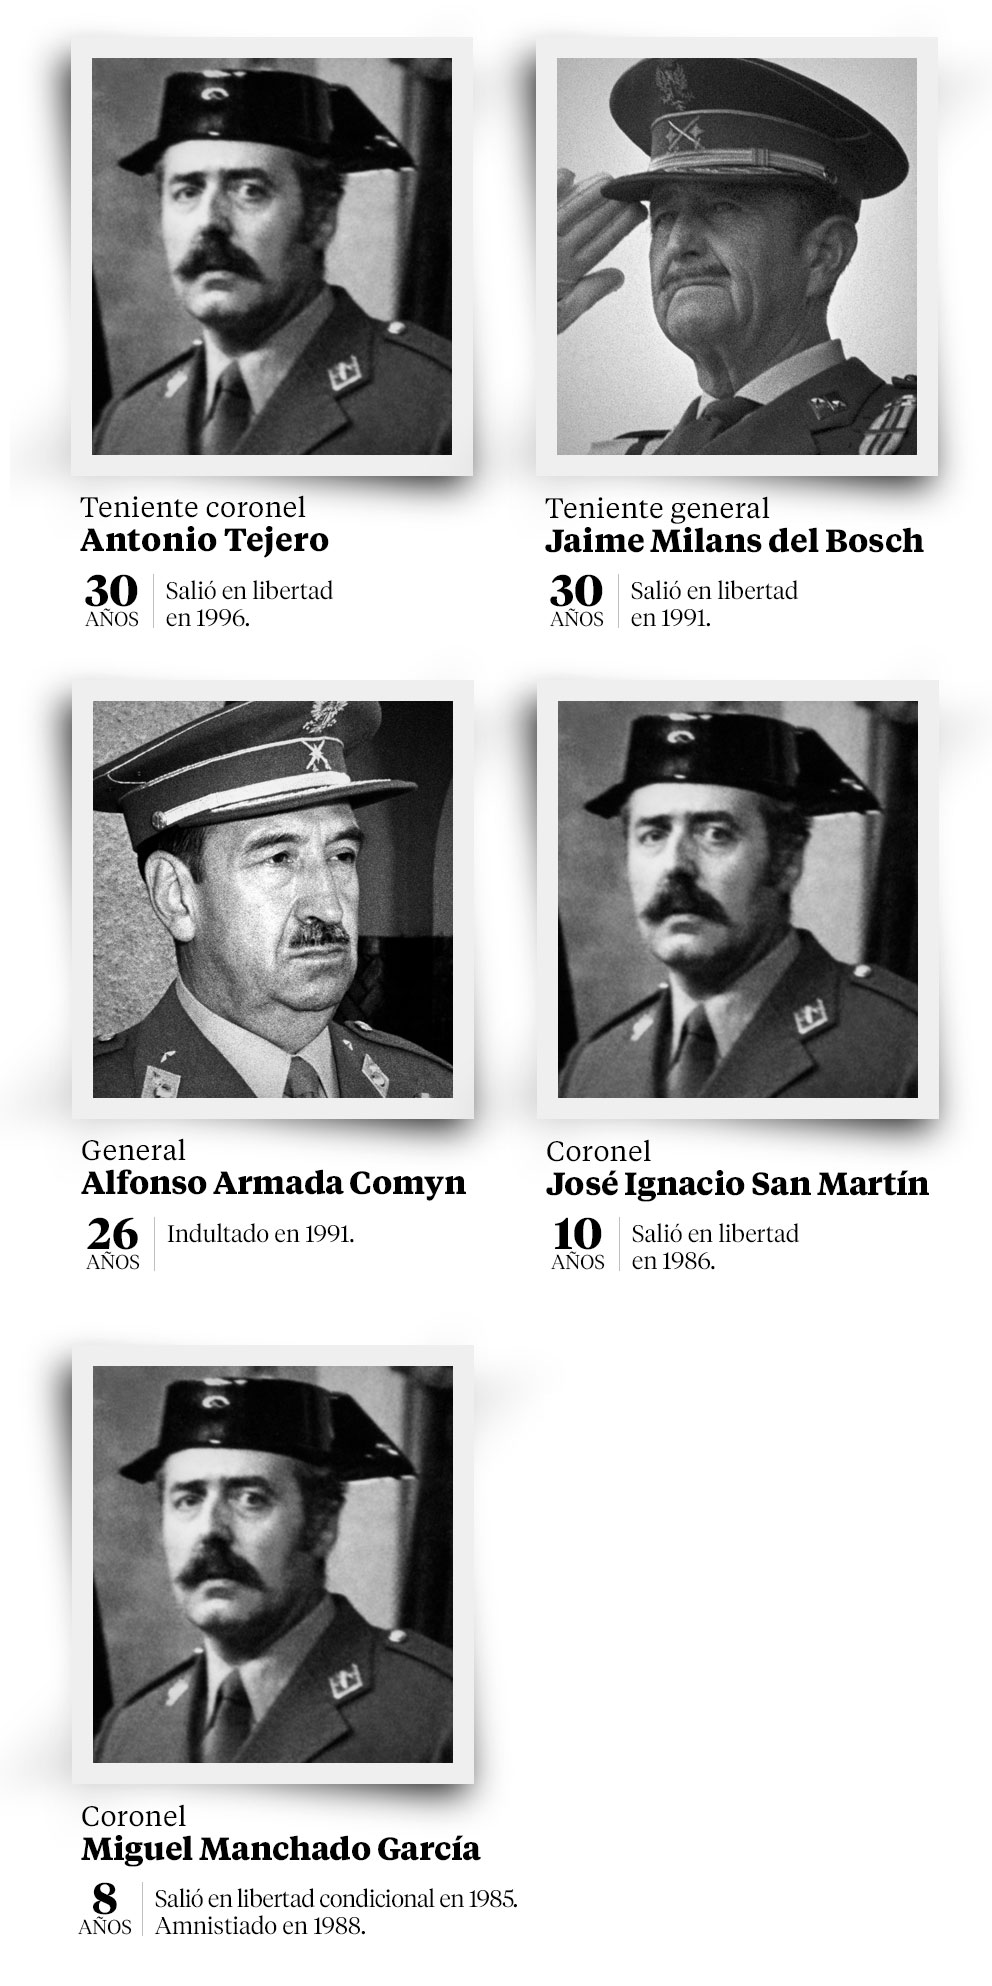 Teniente coronel
Antonio Tejero
30
AÑOS
Salió en libertad
en 1996.
Teniente general
Jaime Milans del Bosch
30
AÑOS
Salió en libertad
en 1991.
General
Alfonso Armada Comyn
26
AÑOS
Indultado en 1991.
Coronel
José Ignacio San Martín
10
AÑOS
Salió en libertad
en 1986.
Coronel
Miguel Manchado García
8
AÑOS
Salió en libertad condicional en 1985.
Amnistiado en 1988.